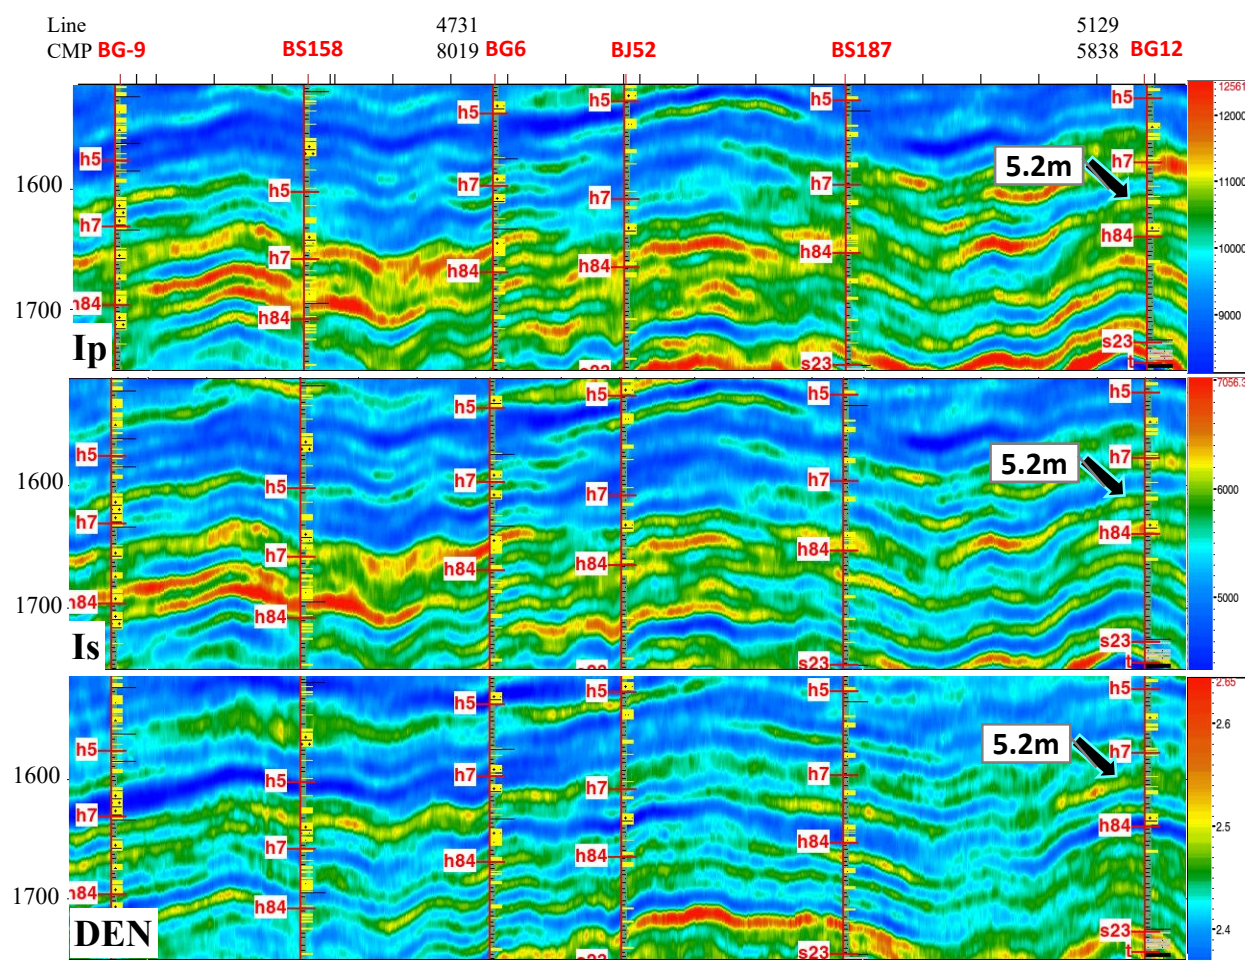 Line 4731 5129
CMP BG-9 BS158 8019 BG6 BJ52 BS187 5838 BG12
12561
h5 h5 h5 h5
12000
h5 5.2m h7
1600 h5 h7 h7 11000
h7 h7
h7 h84 h84
h84 h84 10000
h84 1700
h84 9000
Ip s23 s23
t
7056.3
h5 h5 h5 h5
h5 5.2m h7
1600 h5 h7 h7 h7 6000
h7 h84
h7 h84 h84 h84
h84 1700 5000
h84
Is s23 s23
t
2.65
h5 h5 h5 h5
2.6
h5 5.2m h7
1600 h5 h7 h7 h7
h7 h84 2.5
h7 h84 h84 h84
h84 1700
h84
DEN s23 s23 2.4
t